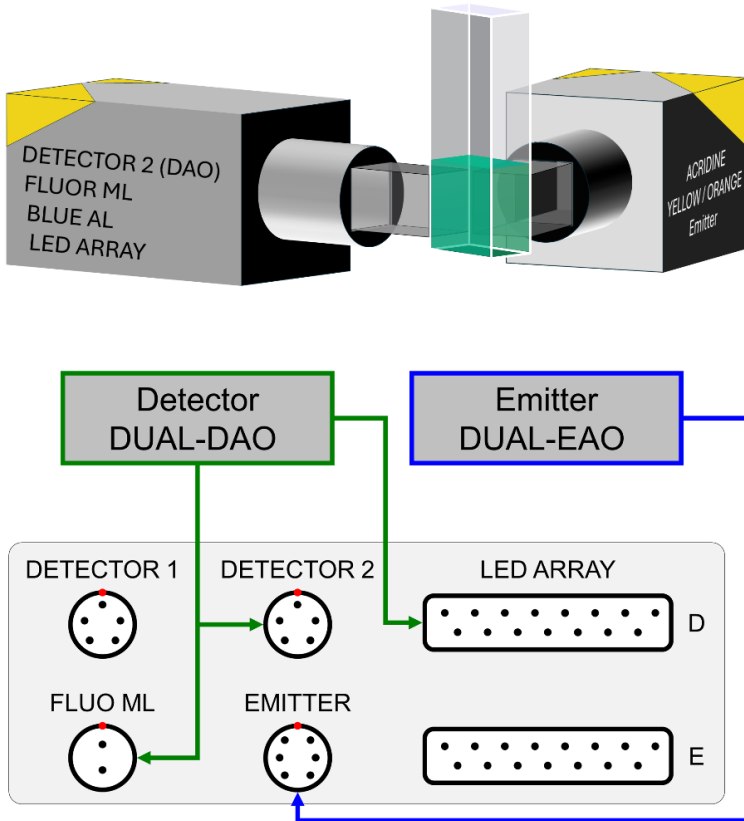 DETECTOR 2 (DAO)
FLUOR ML
BLUE AL
LED ARRAY
ACRIDINE
YELLOW / ORANGE
Emitter
Detector
DUAL-DAO
Emitter
DUAL-EAO
DETECTOR 1
DETECTOR 2
LED ARRAY
D
FLUO ML
EMITTER
E